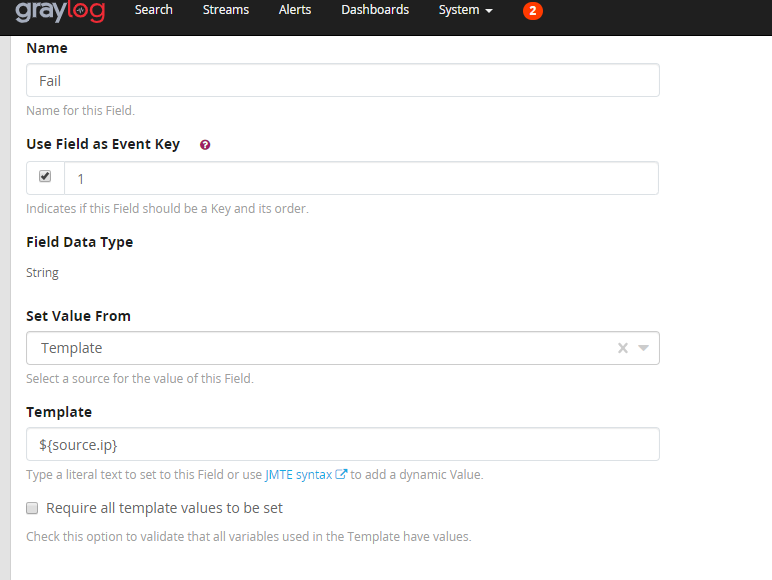 graylog Search Streams Alerts Dashboards System 2
Name
Fail
Name for this Field.
Use Field as Event Key ?
1
Indicates if this Field should be a Key and its order.
Field Data Type
String
Set Value From
Template
Select a source for the value of this Field.
Template
${source.ip}
Type a literal text to set to this Field or use JMTE syntax to add a dynamic Value.
Require all template values to be set
Check this option to validate that all variables used in the Template have values.